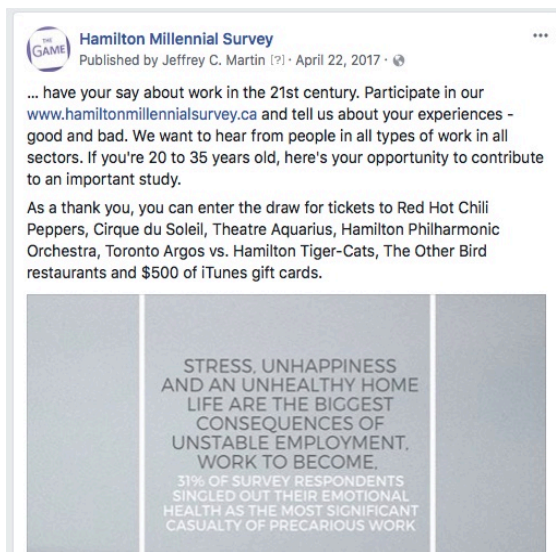 THE
GAME
Hamilton Millennial Survey
Published by Jeffrey C. Martin [?] · April 22, 2017 ·
... have your say about work in the 21st century. Participate in our
www.hamiltonmillennialsurvey.ca and tell us about your experiences -
good and bad. We want to hear from people in all types of work in all
sectors. If you're 20 to 35 years old, here's your opportunity to contribute
to an important study.
As a thank you, you can enter the draw for tickets to Red Hot Chili
Peppers, Cirque du Soleil, Theatre Aquarius, Hamilton Philharmonic
Orchestra, Toronto Argos vs. Hamilton Tiger-Cats, The Other Bird
restaurants and $500 of iTunes gift cards.
STRESS, UNHAPPINESS
AND AN UNHEALTHY HOME
LIFE ARE THE BIGGEST
CONSEQUENCES OF
UNSTABLE EMPLOYMENT,
WORK TO BECOME,
31% OF SURVEY RESPONDENTS
SINGLED OUT THEIR EMOTIONAL
HEALTH AS THE MOST SIGNIFICANT
CASUALTY OF PRECARIOUS WORK